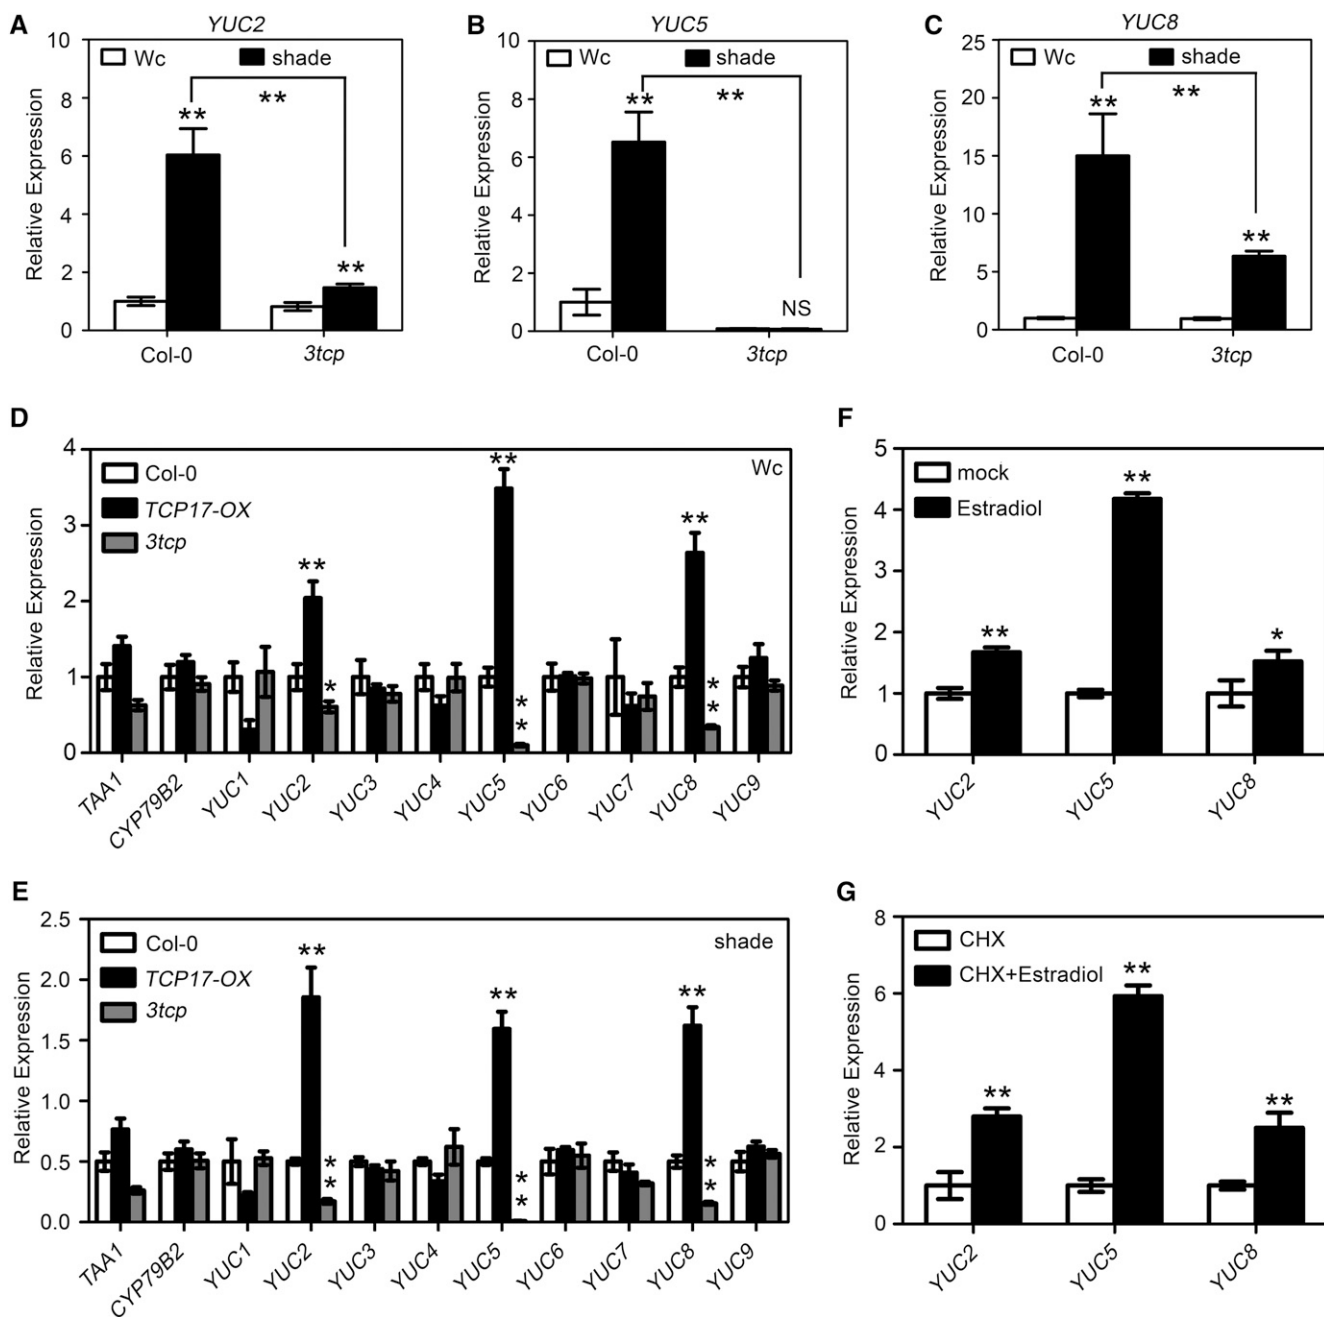 A
YUC2
Wc
shade
**
**
**
Relative Expression
10
8
6
4
2
0
Col-0
3tcp
B
YUC5
Wc
shade
**
**
NS
Relative Expression
10
8
6
4
2
0
Col-0
3tcp
C
YUC8
Wc
shade
**
**
**
Relative Expression
25
20
15
10
5
0
Col-0
3tcp
D
Col-0
TCP17-OX
3tcp
Wc
**
*
**
**
**
**
Relative Expression
4
3
2
1
0
TAA1
CYP79B2
YUC1
YUC2
YUC3
YUC4
YUC5
YUC6
YUC7
YUC8
YUC9
F
mock
Estradiol
**
**
*
Relative Expression
5
4
3
2
1
0
YUC2
YUC5
YUC8
E
Col-0
TCP17-OX
3tcp
shade
**
**
**
**
**
**
Relative Expression
2.5
2.0
1.5
1.0
0.5
0.0
TAA1
CYP79B2
YUC1
YUC2
YUC3
YUC4
YUC5
YUC6
YUC7
YUC8
YUC9
G
CHX
CHX+Estradiol
**
**
**
Relative Expression
8
6
4
2
0
YUC2
YUC5
YUC8